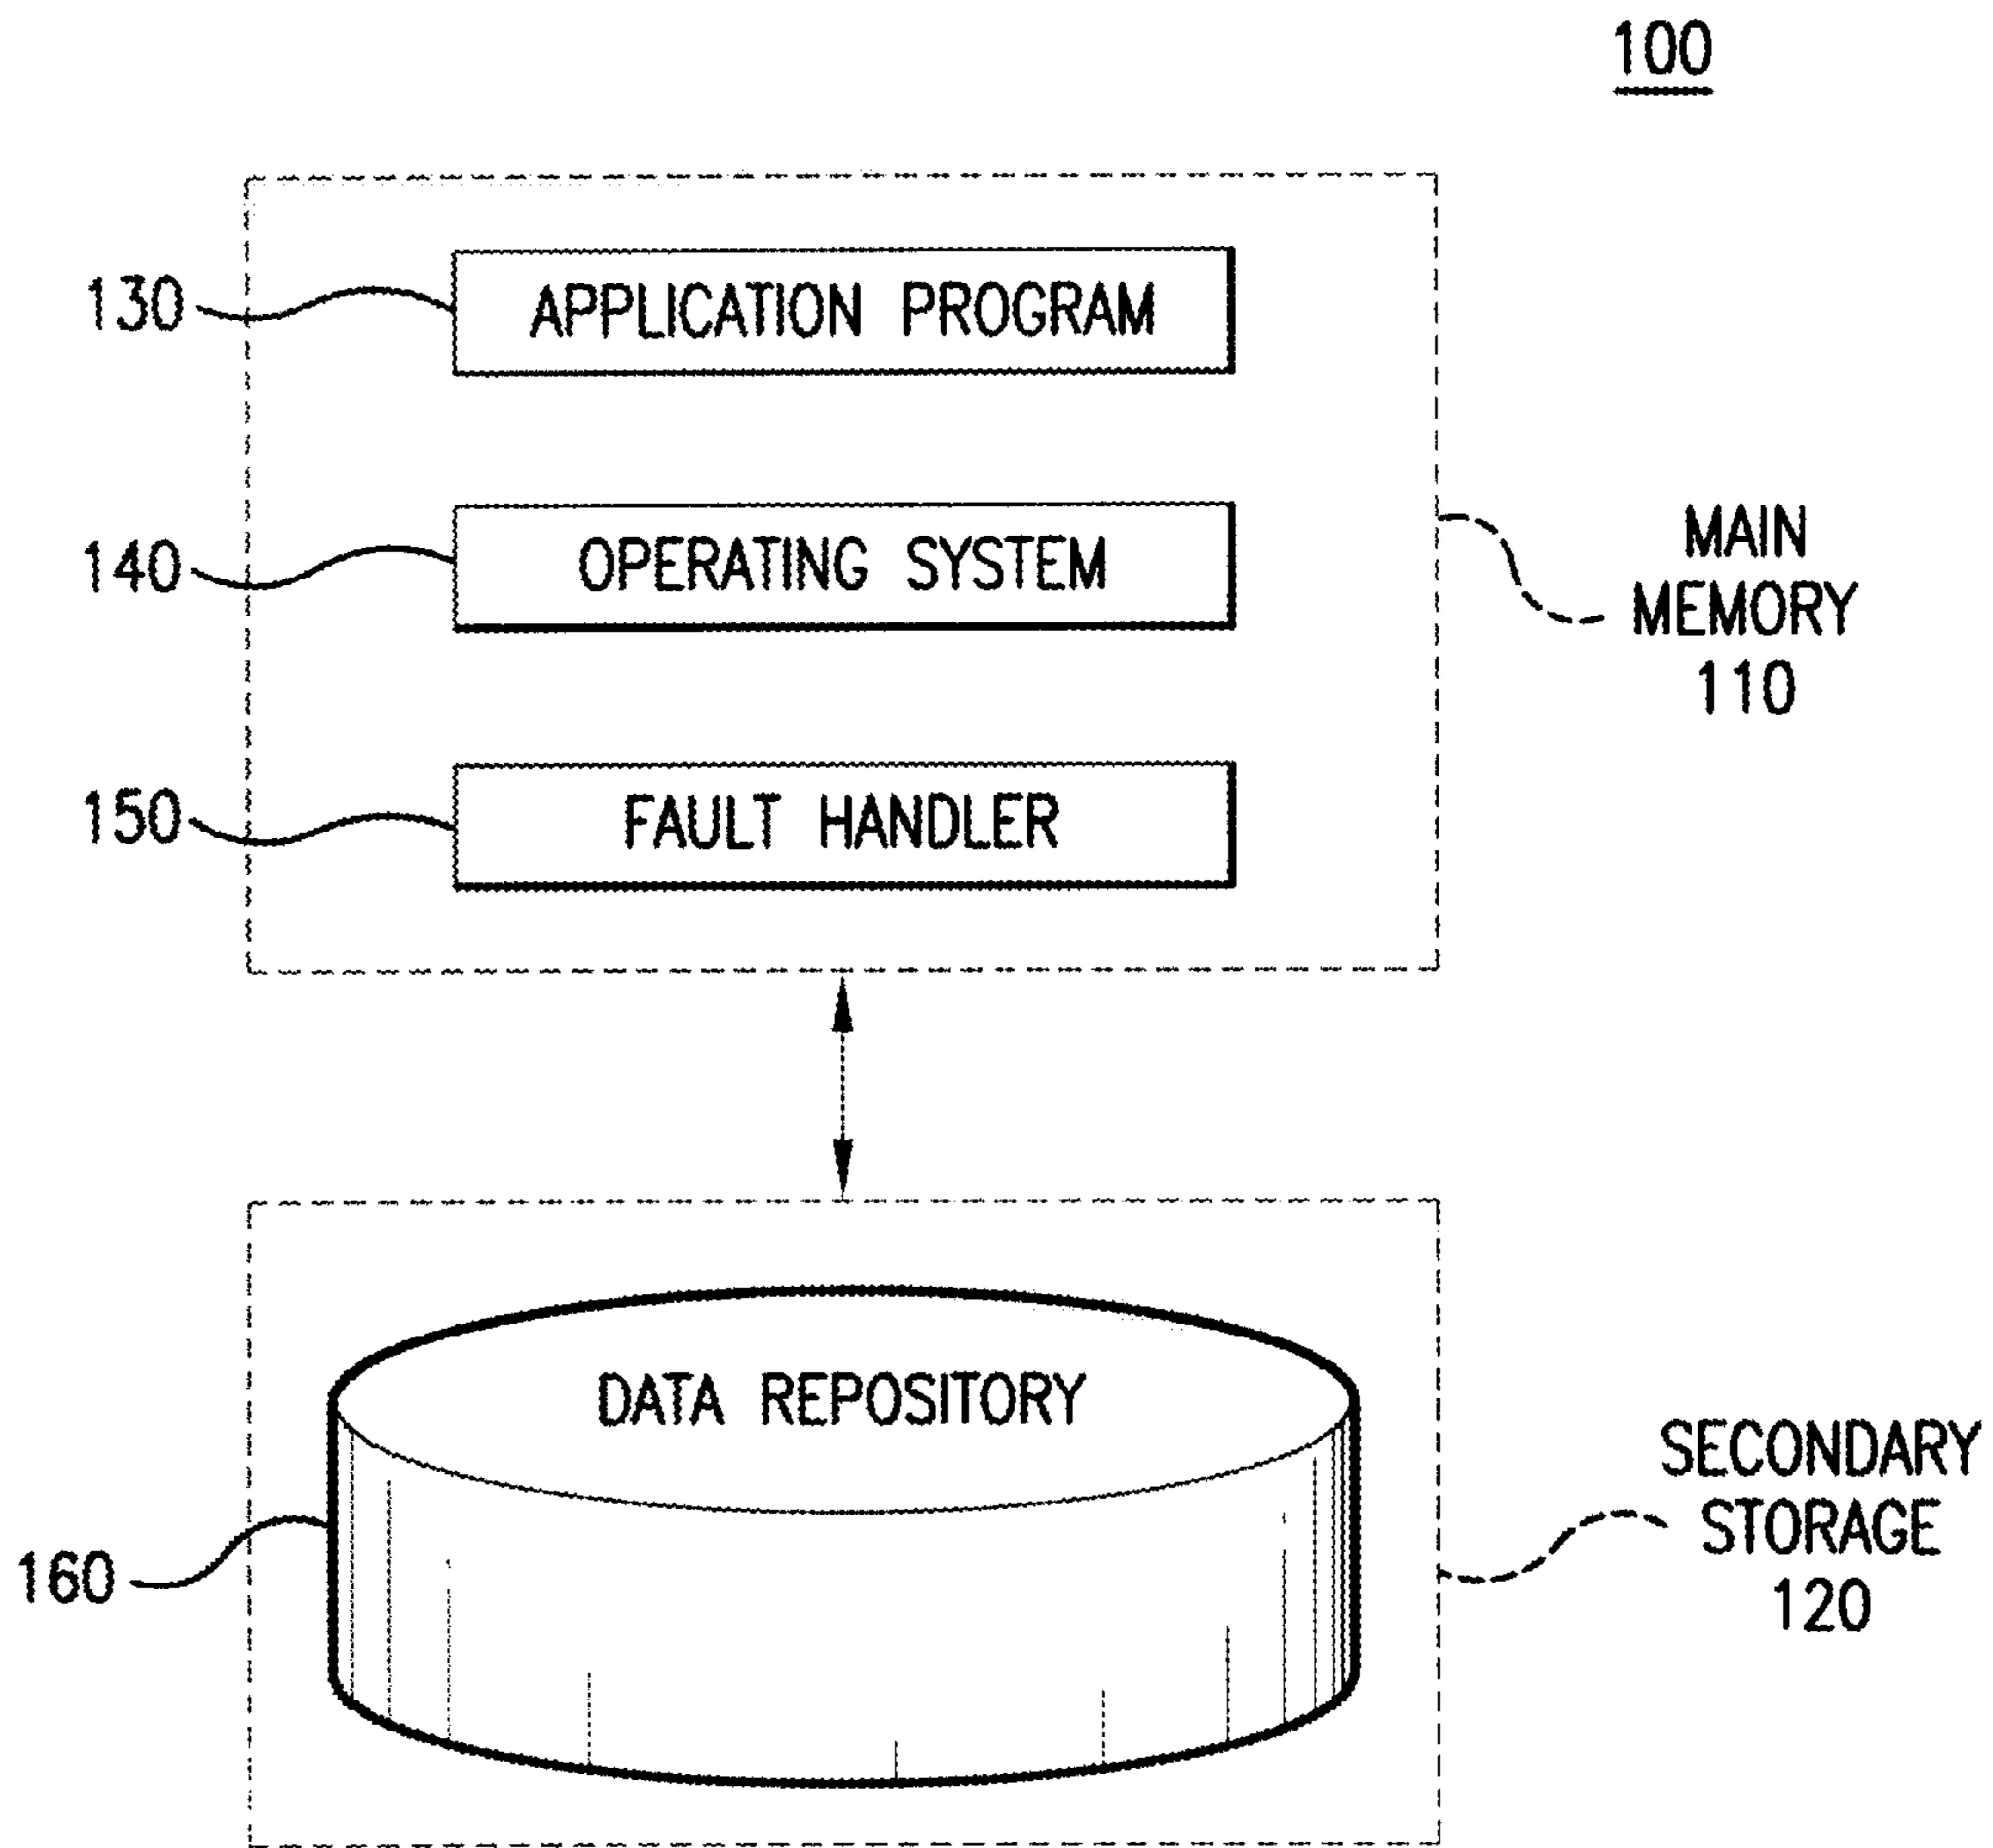 100
130
APPLICATION PROGRAM
140
OPERATING SYSTEM
MAIN
MEMORY
110
150
FAULT HANDLER
DATA REPOSITORY
160
SECONDARY
STORAGE
120